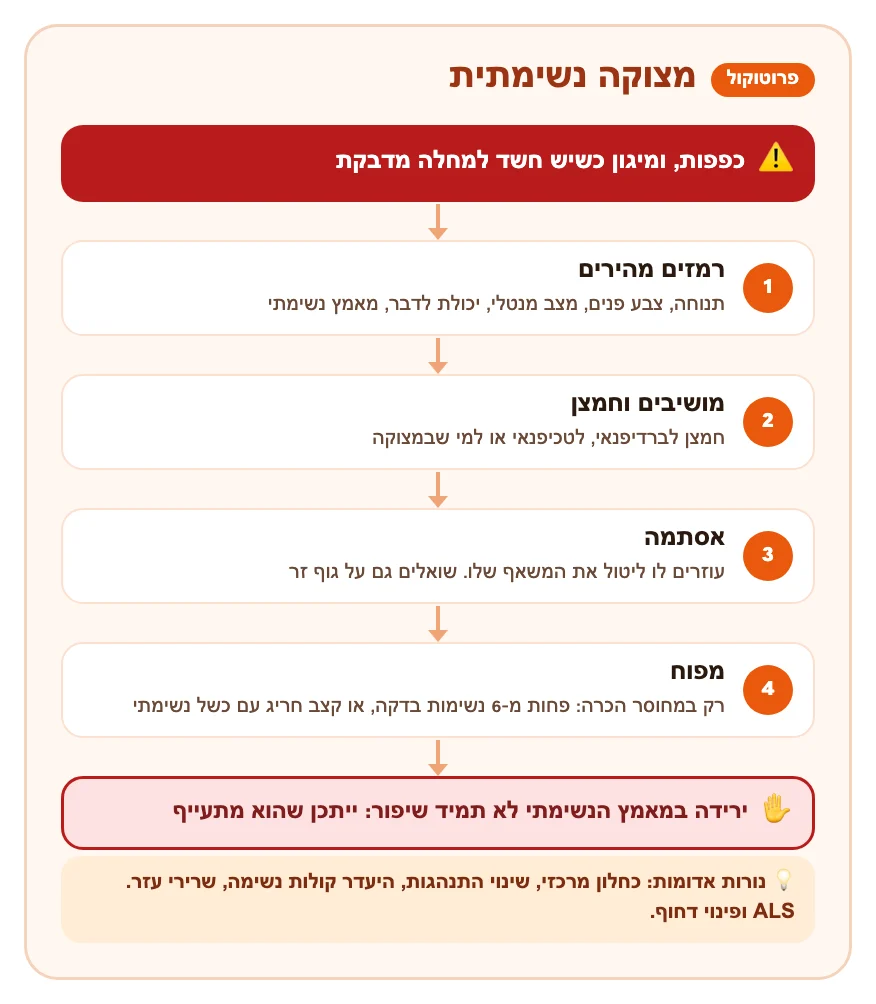 פרוטוקול מצוקה נשימתית
⚠️ כפפות, ומיגון כשיש חשד למחלה מדבקת
1 רמזים מהירים
תנוחה, צבע פנים, מצב מנטלי, יכולת לדבר, מאמץ נשימתי
2 מושיבים וחמצן
חמצן לברדיפנאי, לטכיפנאי או למי שבמצוקה
3 אסתמה
עוזרים לו ליטול את המשאף שלו. שואלים גם על גוף זר
4 מפוח
רק במחוסר הכרה: פחות מ-6 נשימות בדקה, או קצב חריג עם כשל נשימתי
✋ ירידה במאמץ הנשימתי לא תמיד שיפור: ייתכן שהוא מתעייף
💡 נורות אדומות: כחלון מרכזי, שינוי התנהגות, היעדר קולות נשימה, שרירי עזר.
ALS ופינוי דחוף.